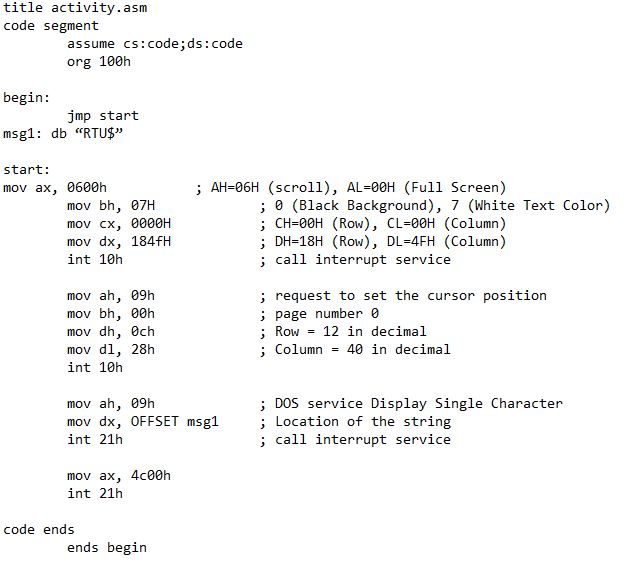 title activity.asm
code segment
assume cs:code;ds:code
org 100h
begin:
jmp start
msg1: db “RTU$”
start:
mov ax, 0600h ; AH=06H (scroll), AL=00H (Full Screen)
mov bh, 07H ; 0 (Black Background), 7 (White Text Color)
mov cx, 0000H ; CH=00H (Row), CL=00H (Column)
mov dx, 184fH ; DH=18H (Row), DL=4FH (Column)
int 10h ; call interrupt service
mov ah, 09h ; request to set the cursor position
mov bh, 00h ; page number 0
mov dh, 0ch ; Row = 12 in decimal
mov dl, 28h ; Column = 40 in decimal
int 10h
mov ah, 09h ; DOS service Display Single Character
mov dx, OFFSET msg1 ; Location of the string
int 21h ; call interrupt service
mov ax, 4c00h
int 21h
code ends
ends begin